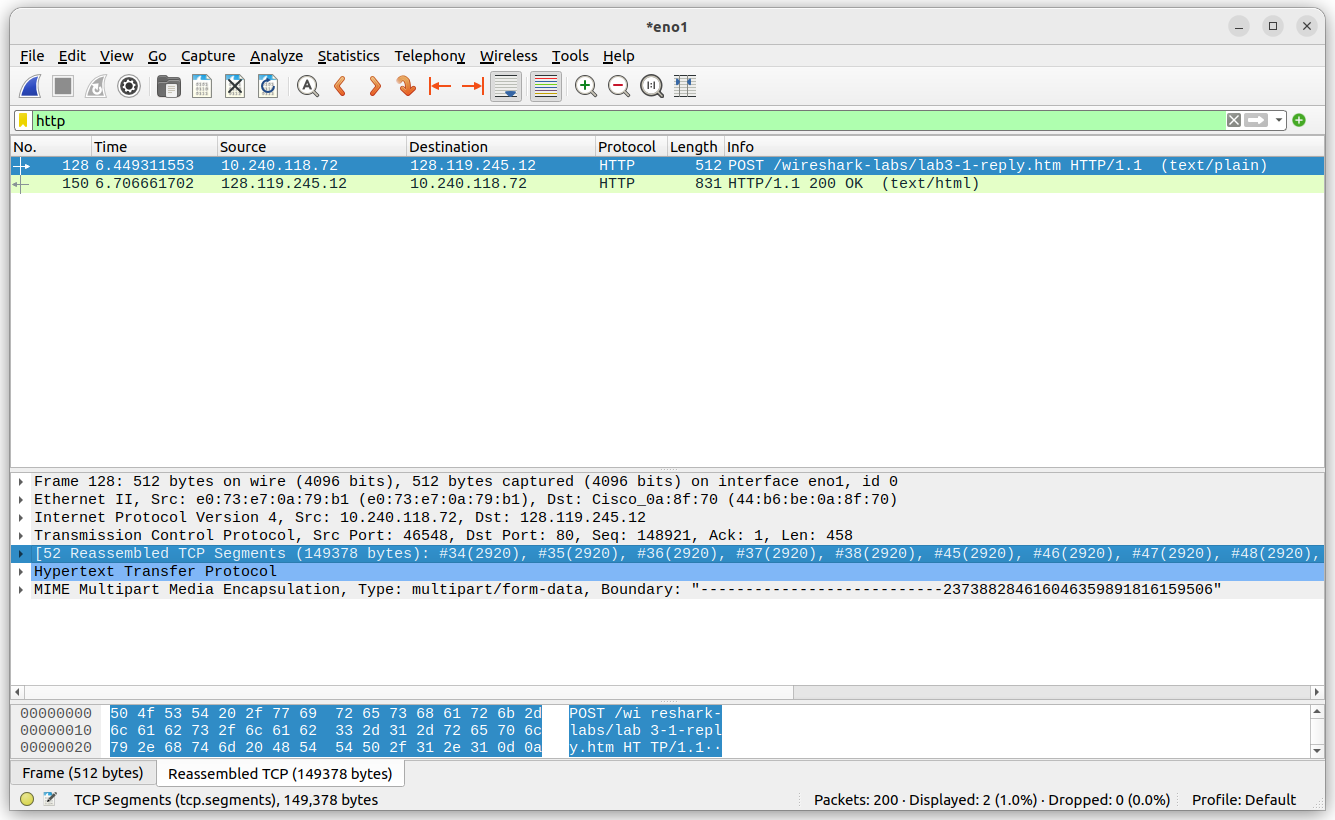 *eno1
File Edit View Go Capture Analyze Statistics Telephony Wireless Tools Help
http
No. Time Source Destination Protocol Length Info
128 6.449311553 10.240.118.72 128.119.245.12 HTTP 512 POST /wireshark-labs/lab3-1-reply.htm HTTP/1.1  (text/plain)
150 6.706661702 128.119.245.12 10.240.118.72 HTTP 831 HTTP/1.1 200 OK  (text/html)
Frame 128: 512 bytes on wire (4096 bits), 512 bytes captured (4096 bits) on interface eno1, id 0
Ethernet II, Src: e0:73:e7:0a:79:b1 (e0:73:e7:0a:79:b1), Dst: Cisco_0a:8f:70 (44:b6:be:0a:8f:70)
Internet Protocol Version 4, Src: 10.240.118.72, Dst: 128.119.245.12
Transmission Control Protocol, Src Port: 46548, Dst Port: 80, Seq: 148921, Ack: 1, Len: 458
[52 Reassembled TCP Segments (149378 bytes): #34(2920), #35(2920), #36(2920), #37(2920), #38(2920), #45(2920), #46(2920), #47(2920), #48(2920),
Hypertext Transfer Protocol
MIME Multipart Media Encapsulation, Type: multipart/form-data, Boundary: "---------------------------237388284616046359891816159506"
00000000 50 4f 53 54 20 2f 77 69 72 65 73 68 61 72 6b 2d POST /wi reshark-
00000010 6c 61 62 73 2f 6c 61 62 33 2d 31 2d 72 65 70 6c labs/lab 3-1-repl
00000020 79 2e 68 74 6d 20 48 54 54 50 2f 31 2e 31 0d 0a y.htm HT TP/1.1··
Frame (512 bytes) Reassembled TCP (149378 bytes)
TCP Segments (tcp.segments), 149,378 bytes Packets: 200 · Displayed: 2 (1.0%) · Dropped: 0 (0.0%) Profile: Default